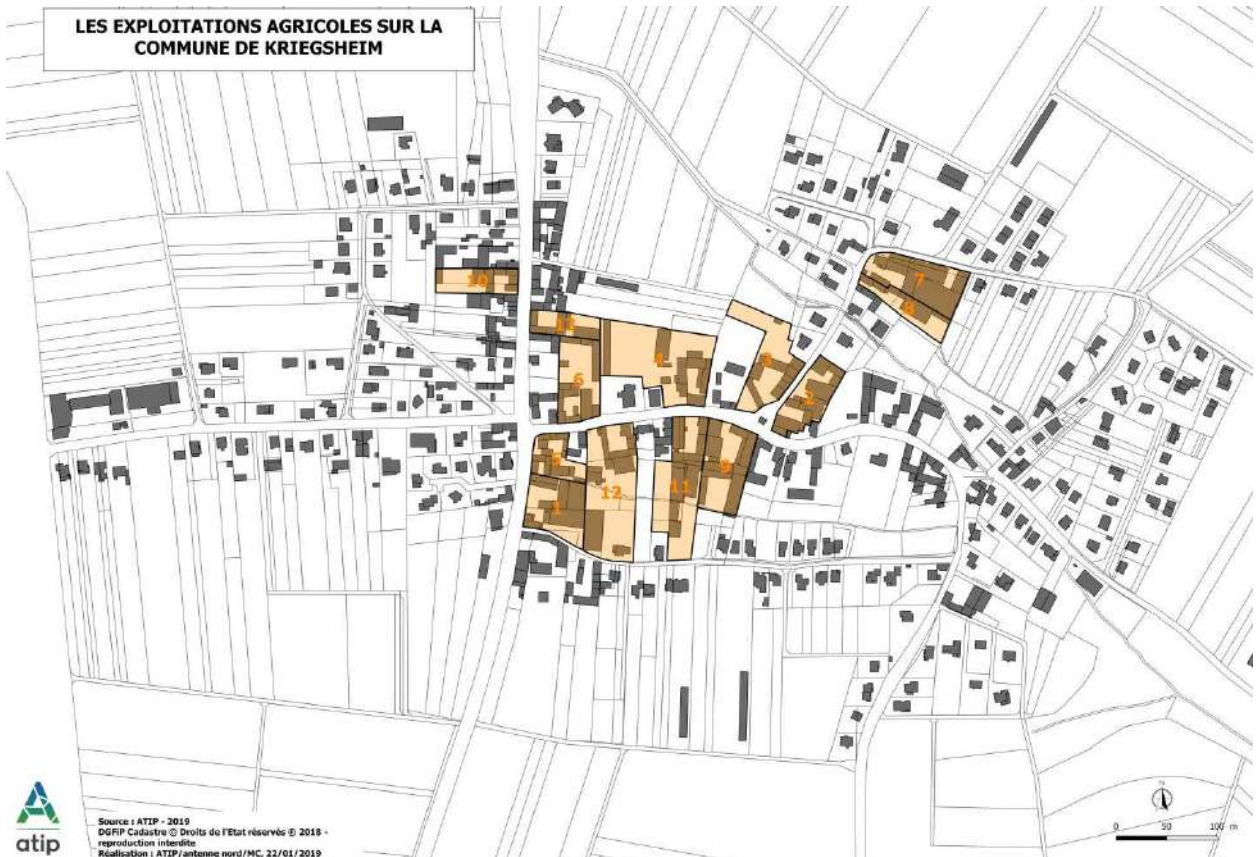 LES EXPLOITATIONS AGRICOLES SUR LA
COMMUNE DE KRIEGSHEIM
7
8
10
13
4
3
6
2
5
9
12
11
1
N
0 50 100 m
atip
Source : ATIP - 2019
DGFiP Cadastre © Droits de l'Etat réservés © 2018 -
reproduction interdite
Réalisation : ATIP/antenne nord/MC, 22/01/2019